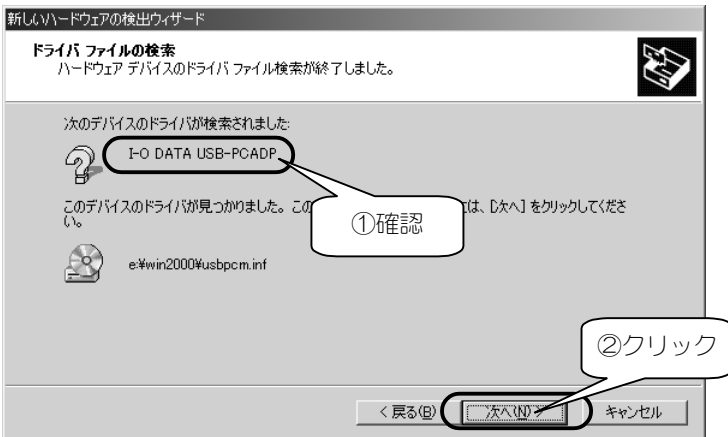 新しいハードウェアの検出ウィザード
ドライバ ファイルの検索
ハードウェア デバイスのドライバ ファイル検索が終了しました。
次のデバイスのドライバが検索されました:
I-O DATA USB-PCADP
このデバイスのドライバが見つかりました。この
には、[次へ] をクリックしてくださ
い。
①確認
e:¥win2000¥usbpcm.inf
②クリック
< 戻る(B)
次へ(N) >
キャンセル